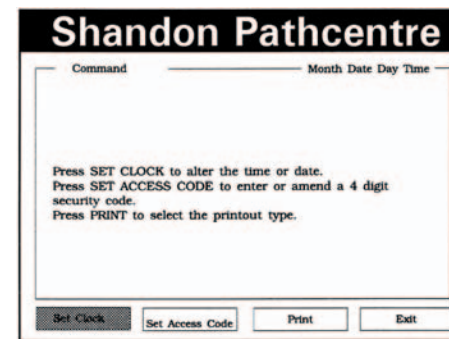 Shandon Pathcentre
Command Month Date Day Time
Press SET CLOCK to alter the time or date.
Press SET ACCESS CODE to enter or amend a 4 digit
security code.
Press PRINT to select the printout type.
Set Clock Set Access Code Print Exit